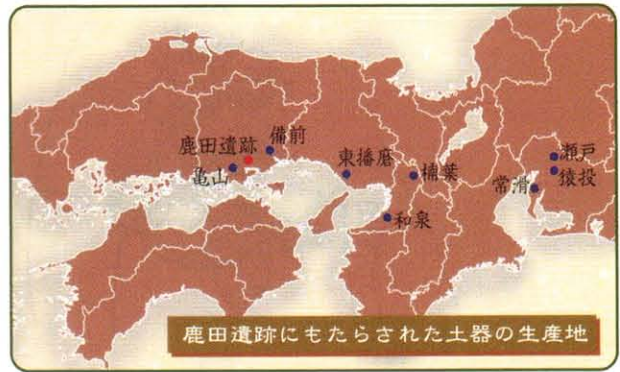 鹿田遺跡
備前
亀山
東播磨
楠葉
和泉
瀬戸
猿投
常滑
鹿田遺跡にもたらされた土器の生産地